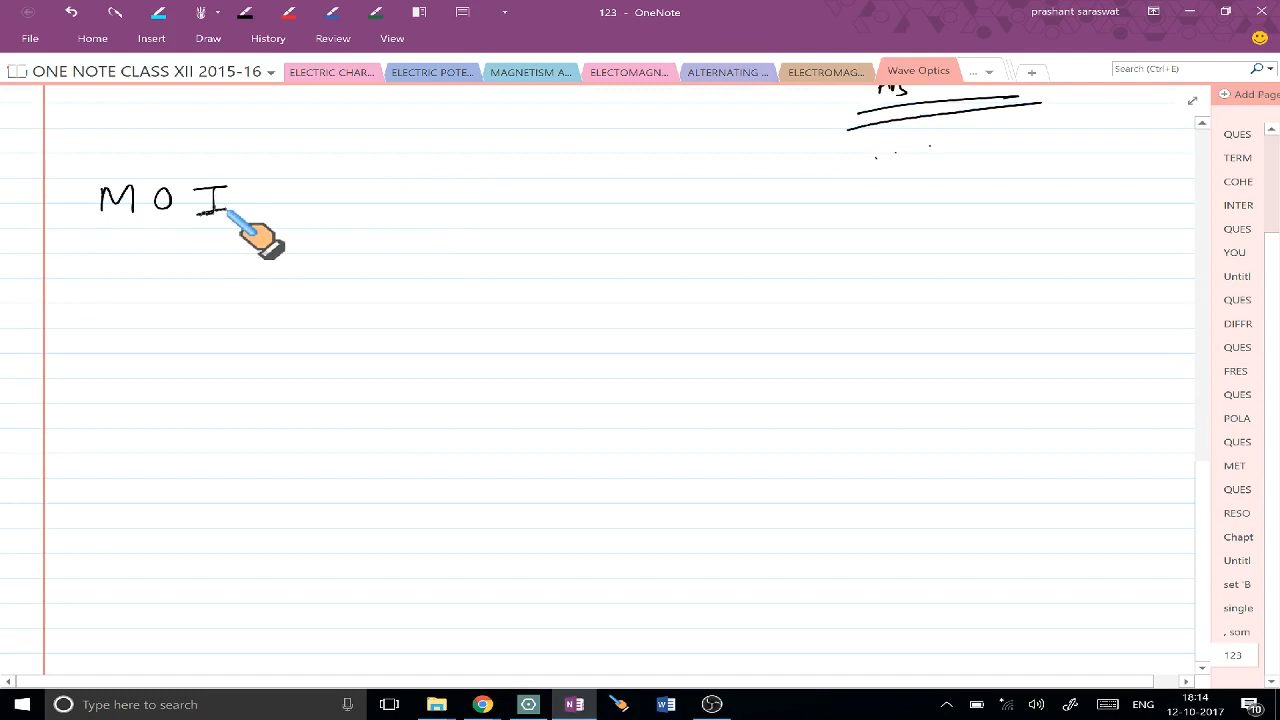 123 - OneNote
prashant saraswat
File Home Insert Draw History Review View
ONE NOTE CLASS XII 2015-16
ELECTRIC CHAR...
ELECTRIC POTE...
MAGNETISM A...
ELECTOMAGN...
ALTERNATING ...
ELECTROMAG...
Wave Optics
...
Search (Ctrl+E)
Add Page
M O I
QUES
TERM
COHE
INTER
QUES
YOU
Untitl
QUES
DIFFR
QUES
FRES
QUES
POLA
QUES
MET
QUES
RESO
Chapt
Untitl
set 'B
single
, som
123
Type here to search
ENG
18:14
12-10-2017
10